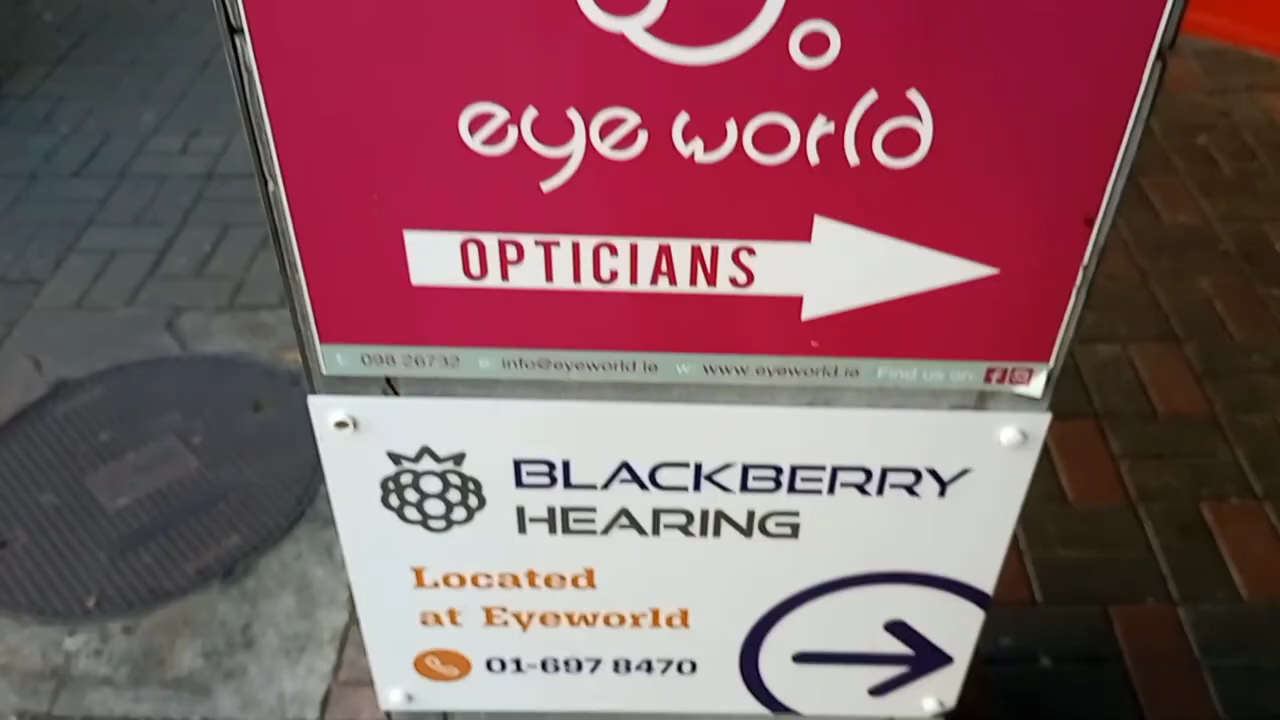 eye world
OPTICIANS
t: 098 26732 e: info@eyeworld.ie w: www.eyeworld.ie Find us on:
BLACKBERRY
HEARING
Located
at Eyeworld
01-697 8470